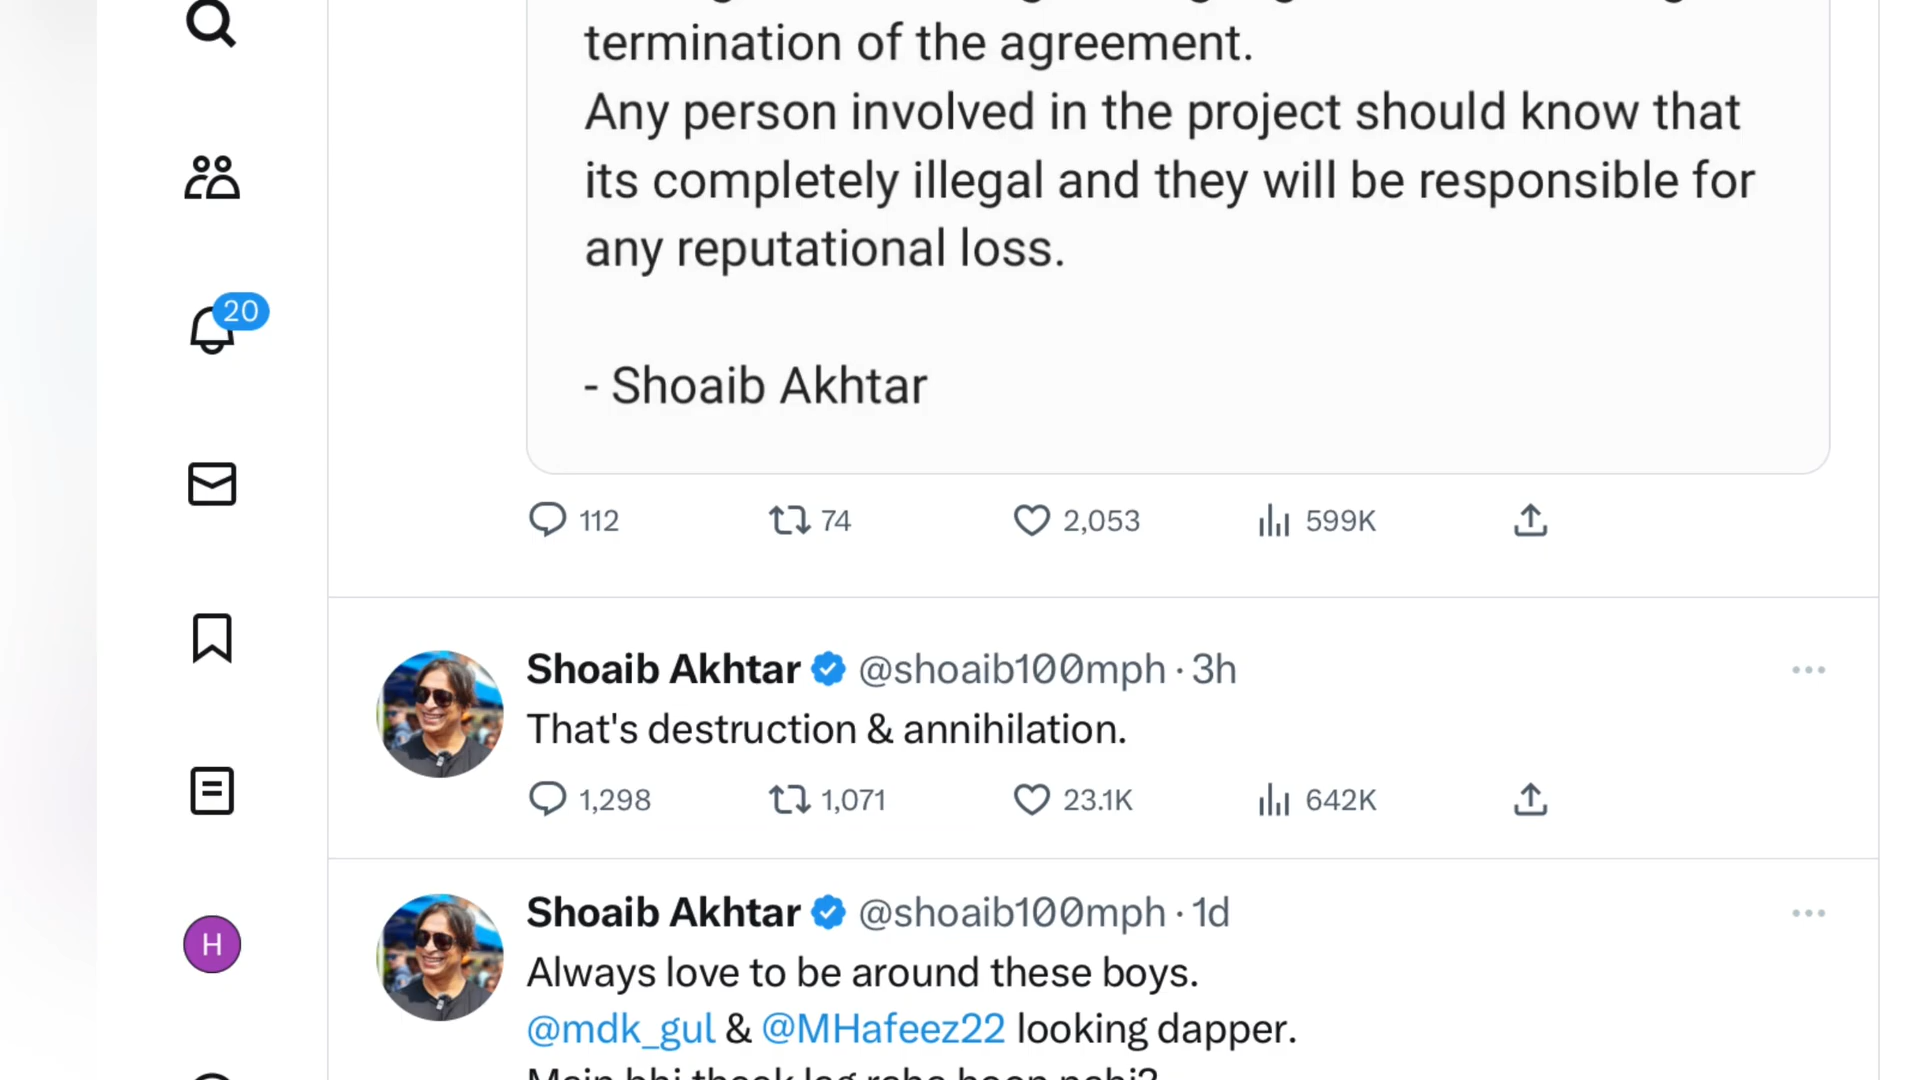 termination of the agreement.
Any person involved in the project should know that
its completely illegal and they will be responsible for
any reputational loss.
- Shoaib Akhtar
20
112 74 2,053 599K
Shoaib Akhtar @shoaib100mph · 3h
That's destruction & annihilation.
1,298 1,071 23.1K 642K
H
Shoaib Akhtar @shoaib100mph · 1d
Always love to be around these boys.
@mdk_gul & @MHafeez22 looking dapper.